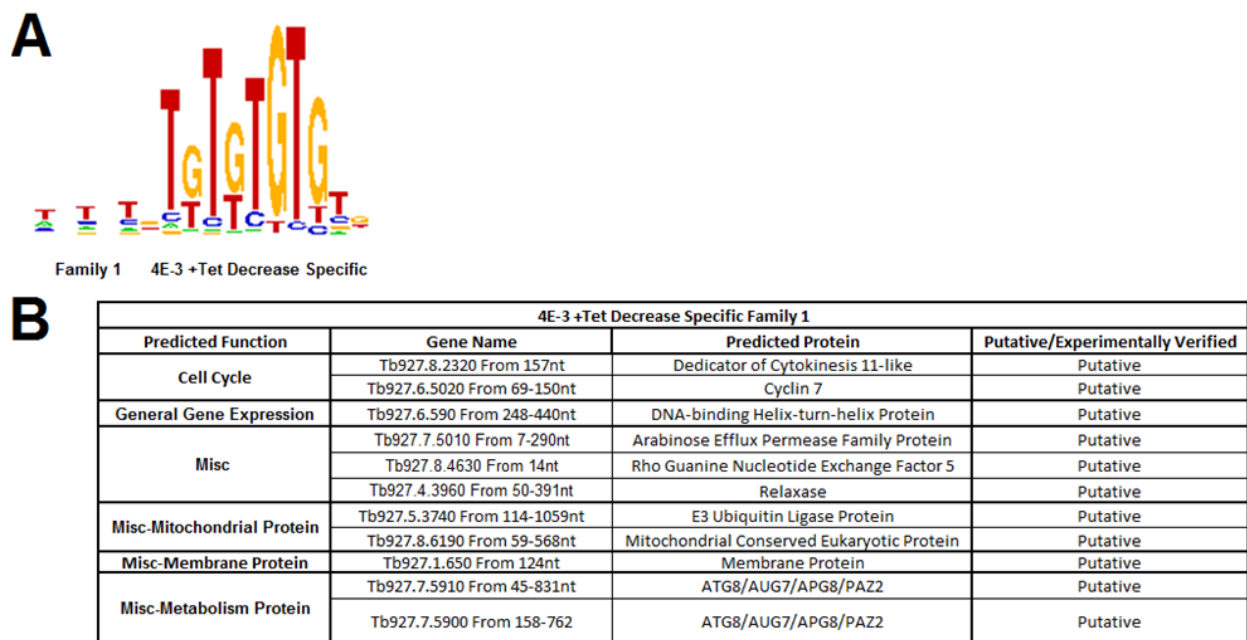 A
T T T T G T G T G T G T
Family 1 4E-3 +Tet Decrease Specific
B
4E-3 +Tet Decrease Specific Family 1
Predicted Function Gene Name Predicted Protein Putative/Experimentally Verified
Cell Cycle Tb927.8.2320 From 157nt Dedicator of Cytokinesis 11-like Putative
Tb927.6.5020 From 69-150nt Cyclin 7 Putative
General Gene Expression Tb927.6.590 From 248-440nt DNA-binding Helix-turn-helix Protein Putative
Misc Tb927.7.5010 From 7-290nt Arabinose Efflux Permease Family Protein Putative
Tb927.8.4630 From 14nt Rho Guanine Nucleotide Exchange Factor 5 Putative
Tb927.4.3960 From 50-391nt Relaxase Putative
Misc-Mitochondrial Protein Tb927.5.3740 From 114-1059nt E3 Ubiquitin Ligase Protein Putative
Tb927.8.6190 From 59-568nt Mitochondrial Conserved Eukaryotic Protein Putative
Misc-Membrane Protein Tb927.1.650 From 124nt Membrane Protein Putative
Misc-Metabolism Protein Tb927.7.5910 From 45-831nt ATG8/AUG7/APG8/PAZ2 Putative
Tb927.7.5900 From 158-762 ATG8/AUG7/APG8/PAZ2 Putative